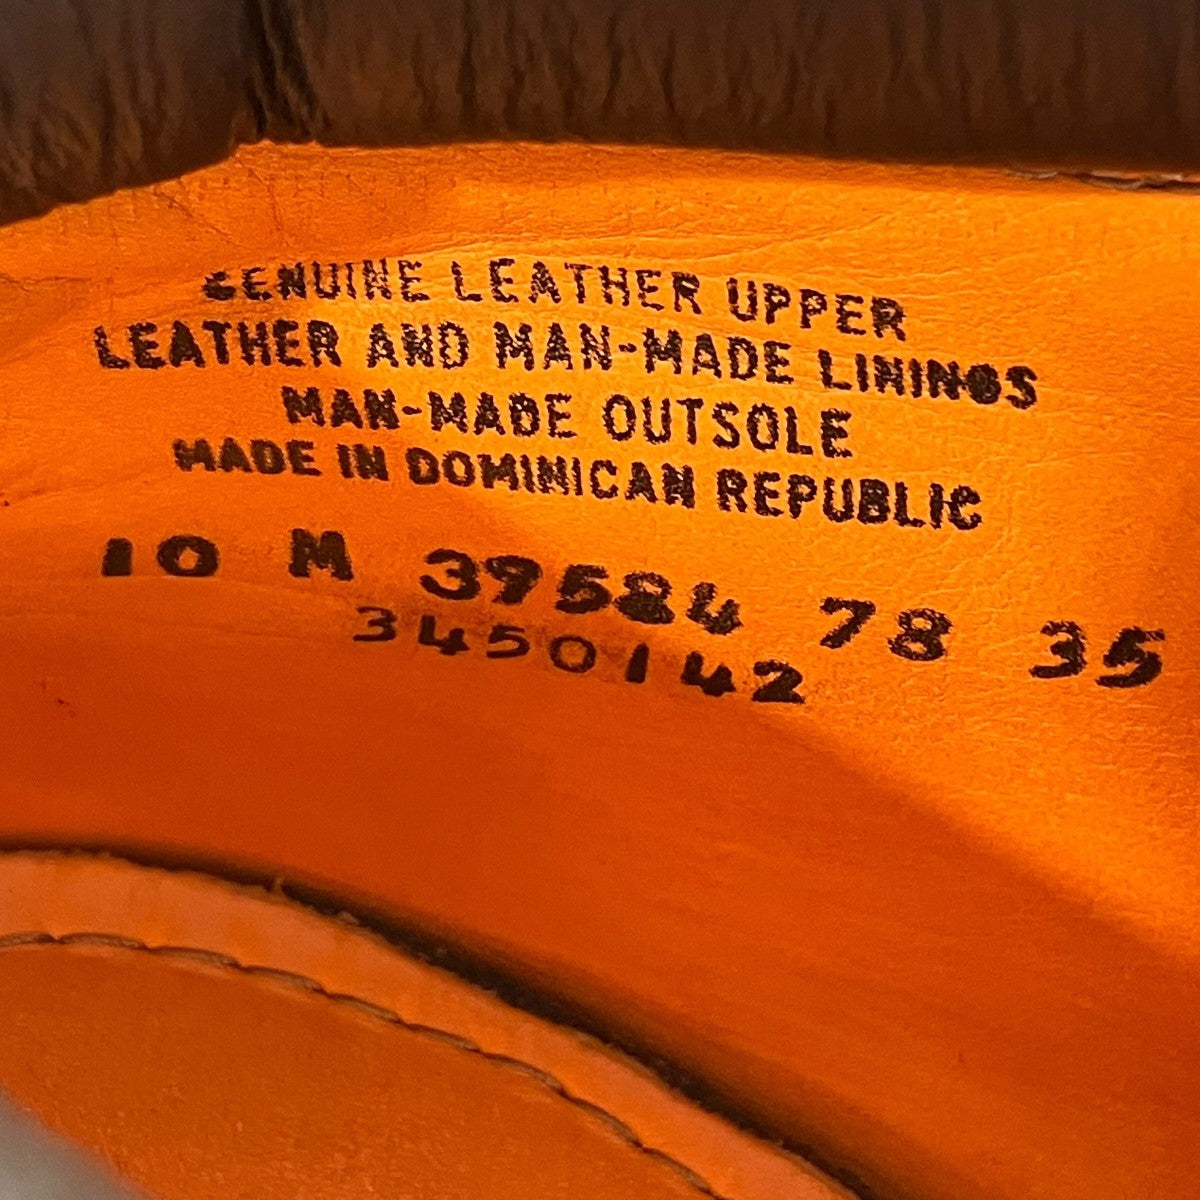 GENUINE LEATHER UPPER
LEATHER AND MAN-MADE LININGS
MAN-MADE OUTSOLE
MADE IN DOMINICAN REPUBLIC
10 M 39584 78 35
3450142